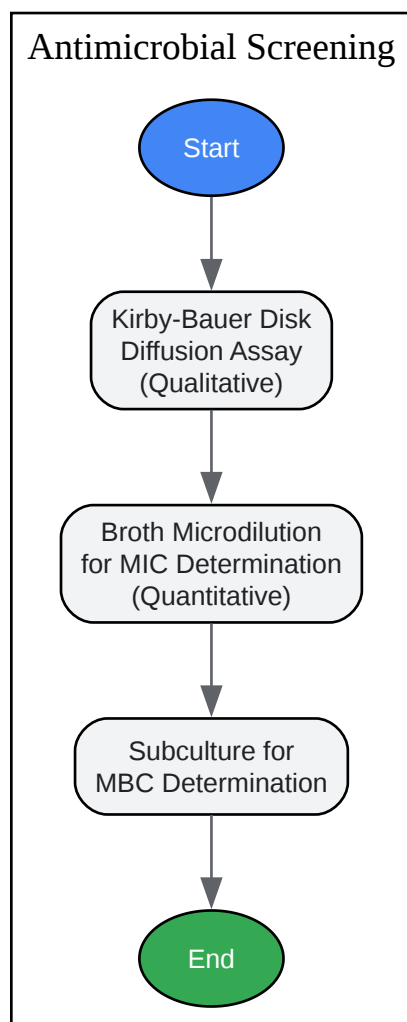 Antimicrobial Screening
Start
Kirby-Bauer Disk
Diffusion Assay
(Qualitative)
Broth Microdilution
for MIC Determination
(Quantitative)
Subculture for
MBC Determination
End